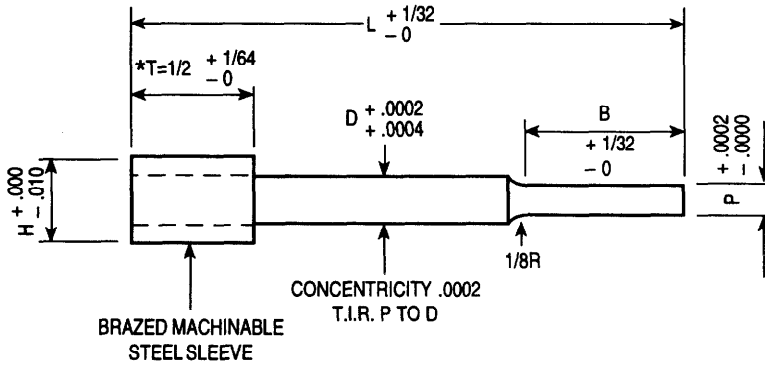 L + 1/32
− 0
*T=1/2 + 1/64
− 0
D + .0002
+ .0004
B
+ 1/32
− 0
P + .0002
−.0000
H +.000
−.010
1/8R
CONCENTRICITY .0002
T.I.R. P TO D
BRAZED MACHINABLE
STEEL SLEEVE